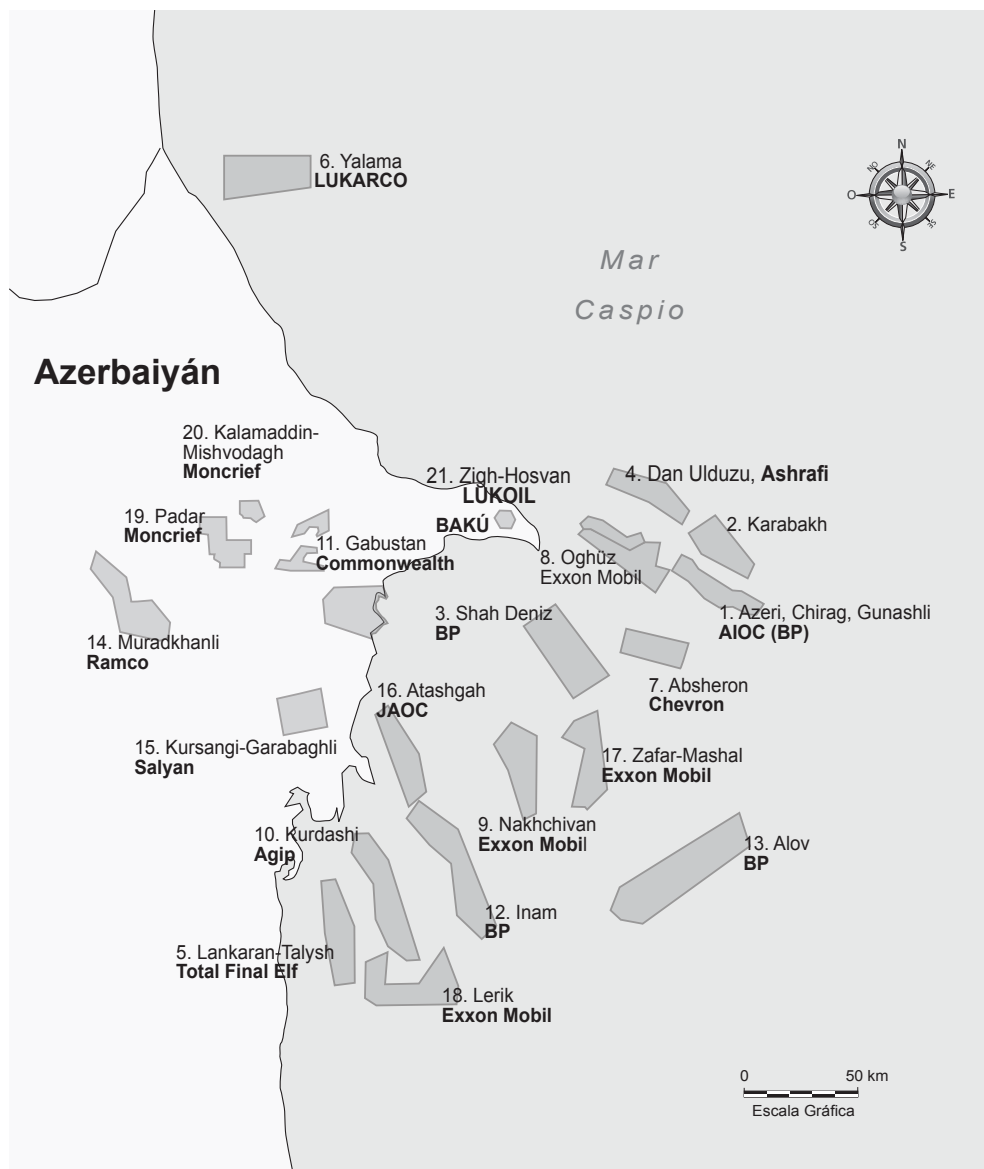 6. Yalama
LUKARCO
N
NO
NE
O
E
SO
SE
S
Mar
Caspio
Azerbaiyán
20. Kalamaddin-
Mishvodagh
Moncrief
21. Zigh-Hosvan
LUKOIL
BAKÚ
4. Dan Ulduzu, Ashrafi
19. Padar
Moncrief
2. Karabakh
11. Gabustan
Commonwealth
8. Oghüz
Exxon Mobil
3. Shah Deniz
BP
1. Azeri, Chirag, Gunashli
AIOC (BP)
14. Muradkhanli
Ramco
7. Absheron
Chevron
16. Atashgah
JAOC
15. Kursangi-Garabaghli
Salyan
17. Zafar-Mashal
Exxon Mobil
9. Nakhchivan
Exxon Mobil
10. Kurdashi
Agip
13. Alov
BP
12. Inam
BP
5. Lankaran-Talysh
Total Final Elf
18. Lerik
Exxon Mobil
0 50 km
Escala Gráfica